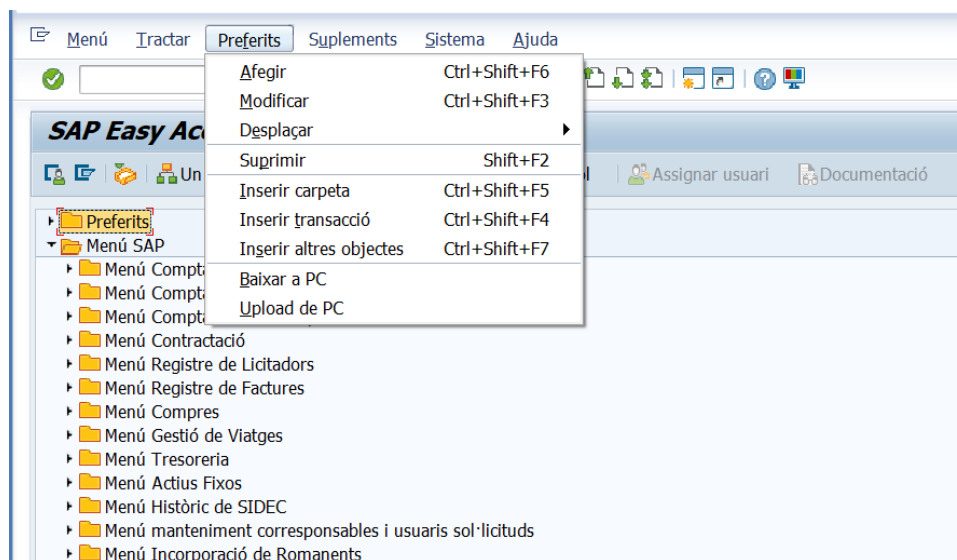 Menú Tractar Preferits Suplements Sistema Ajuda
Afegir Ctrl+Shift+F6
Modificar Ctrl+Shift+F3
Desplaçar
Suprimir Shift+F2
Inserir carpeta Ctrl+Shift+F5
Inserir transacció Ctrl+Shift+F4
Inserir altres objectes Ctrl+Shift+F7
Baixar a PC
Upload de PC
SAP Easy Acc
Un Assignar usuari Documentació
Preferits
Menú SAP
Menú Compt
Menú Compt
Menú Compt
Menú Contractació
Menú Registre de Licitadors
Menú Registre de Factures
Menú Compres
Menú Gestió de Viatges
Menú Tresoreria
Menú Actius Fixos
Menú Històric de SIDEC
Menú manteniment corresponsables i usuaris sol·licituds
Menú Incorporació de Romanents